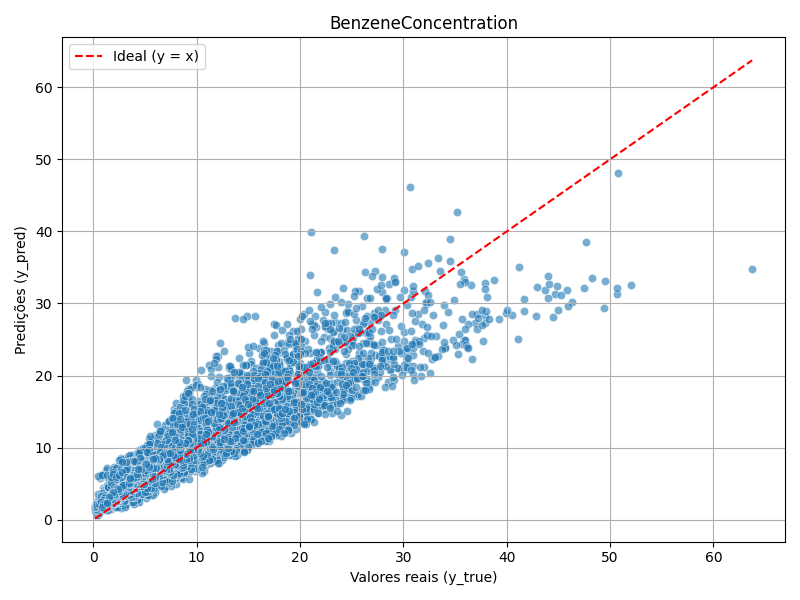 BenzeneConcentration
Ideal (y = x)
Predições (y_pred)
60
50
40
30
20
10
0
0 10 20 30 40 50 60
Valores reais (y_true)